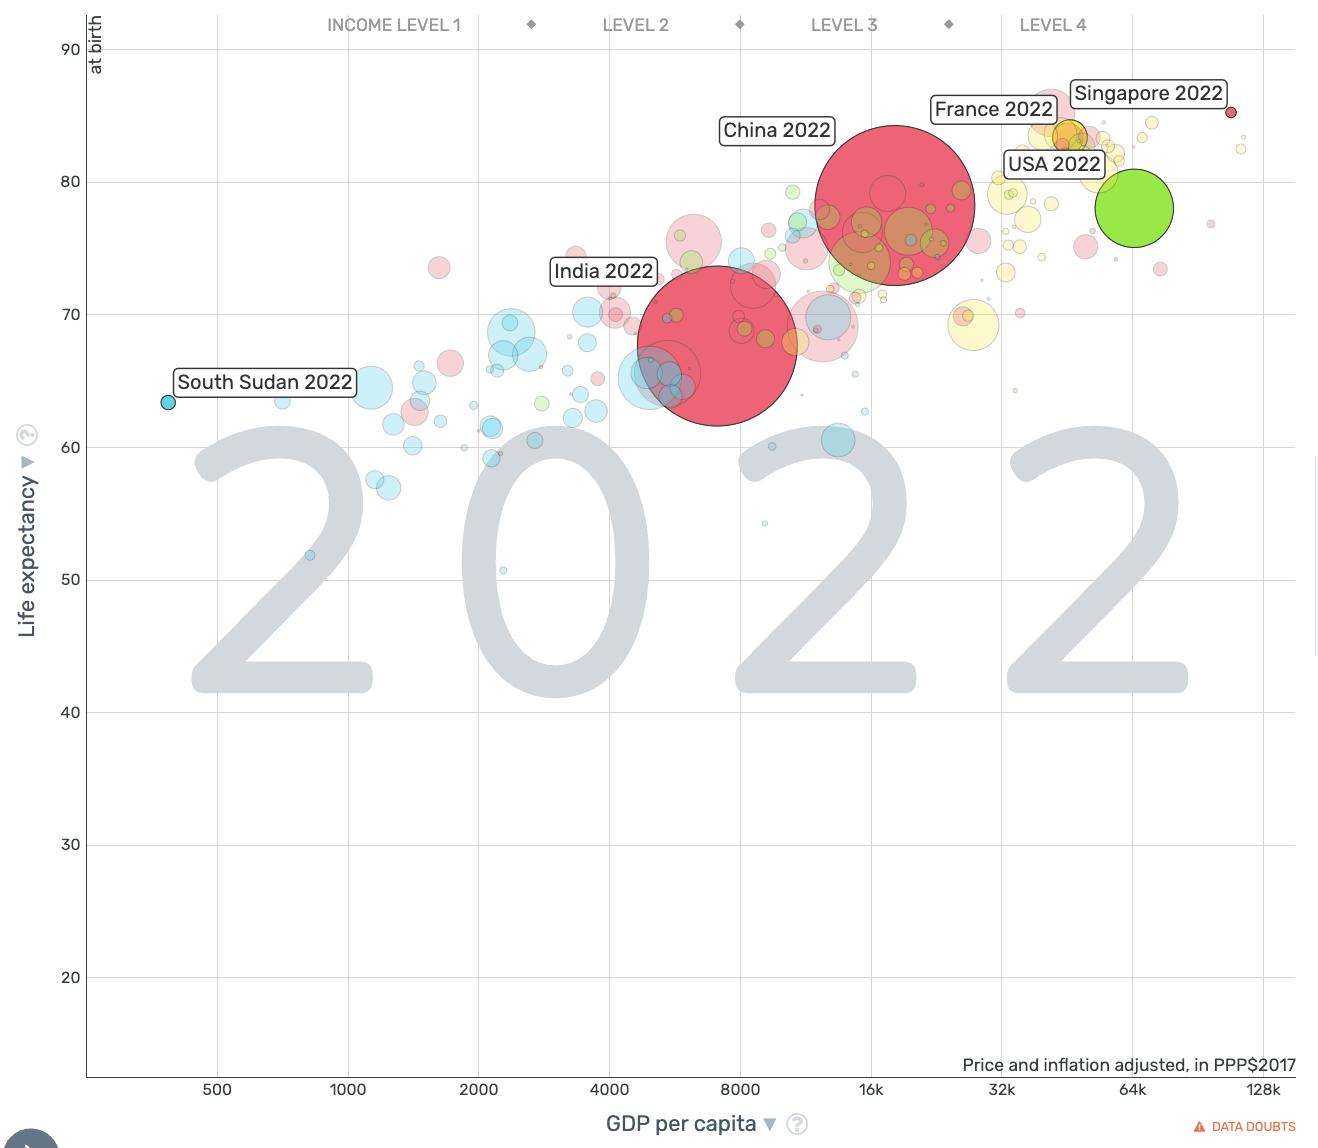 INCOME LEVEL 1 ◆ LEVEL 2 ◆ LEVEL 3 ◆ LEVEL 4
90
at birth
Singapore 2022
France 2022
China 2022
USA 2022
80
India 2022
70
South Sudan 2022
60
Life expectancy ▼ ?
2022
50
40
30
20
Price and inflation adjusted, in PPP$2017
500 1000 2000 4000 8000 16k 32k 64k 128k
GDP per capita ▼ ?
DATA DOUBTS